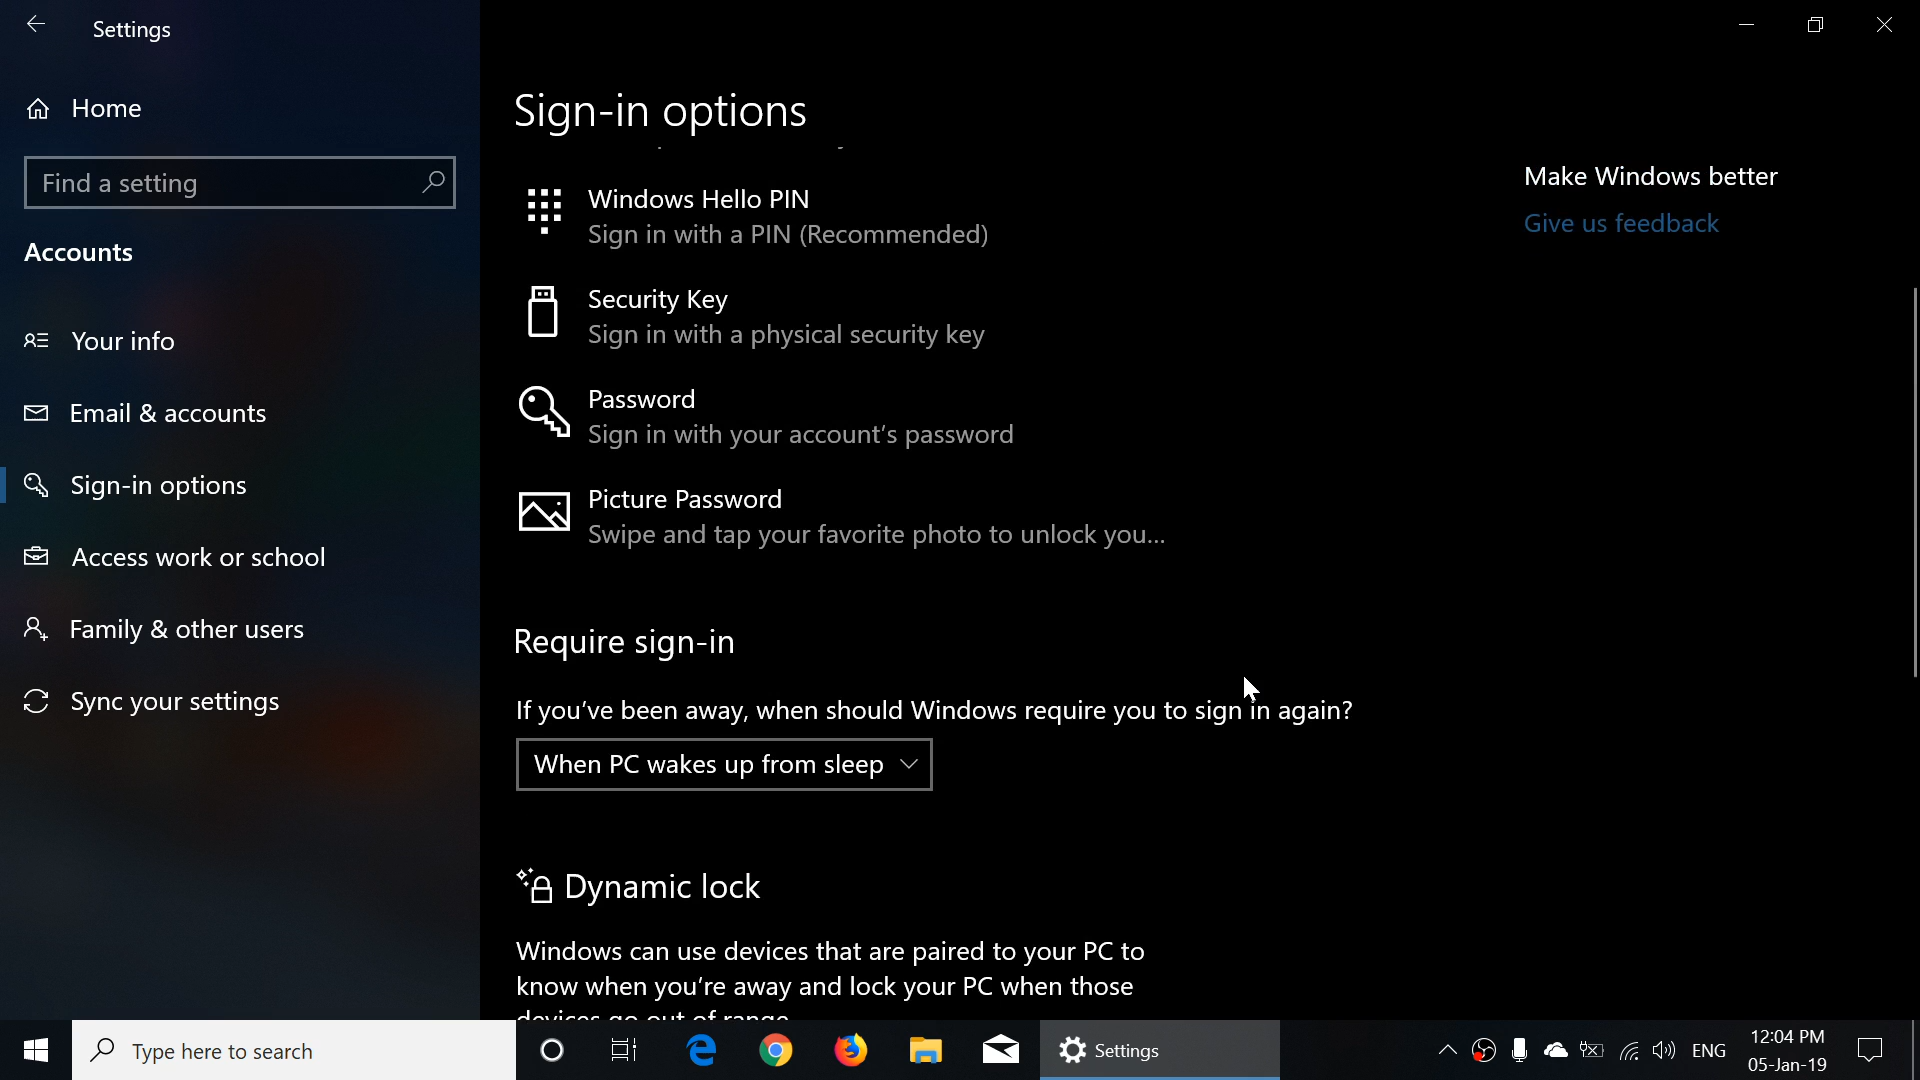 Settings
Home
Find a setting
Accounts
Your info
Email & accounts
Sign-in options
Access work or school
Family & other users
Sync your settings
Sign-in options
Windows Hello PIN
Sign in with a PIN (Recommended)
Security Key
Sign in with a physical security key
Password
Sign in with your account's password
Picture Password
Swipe and tap your favorite photo to unlock you...
Require sign-in
If you've been away, when should Windows require you to sign in again?
When PC wakes up from sleep
Dynamic lock
Windows can use devices that are paired to your PC to
know when you're away and lock your PC when those
devices go out of range
Make Windows better
Give us feedback
Type here to search
Settings
ENG
12:04 PM
05-Jan-19